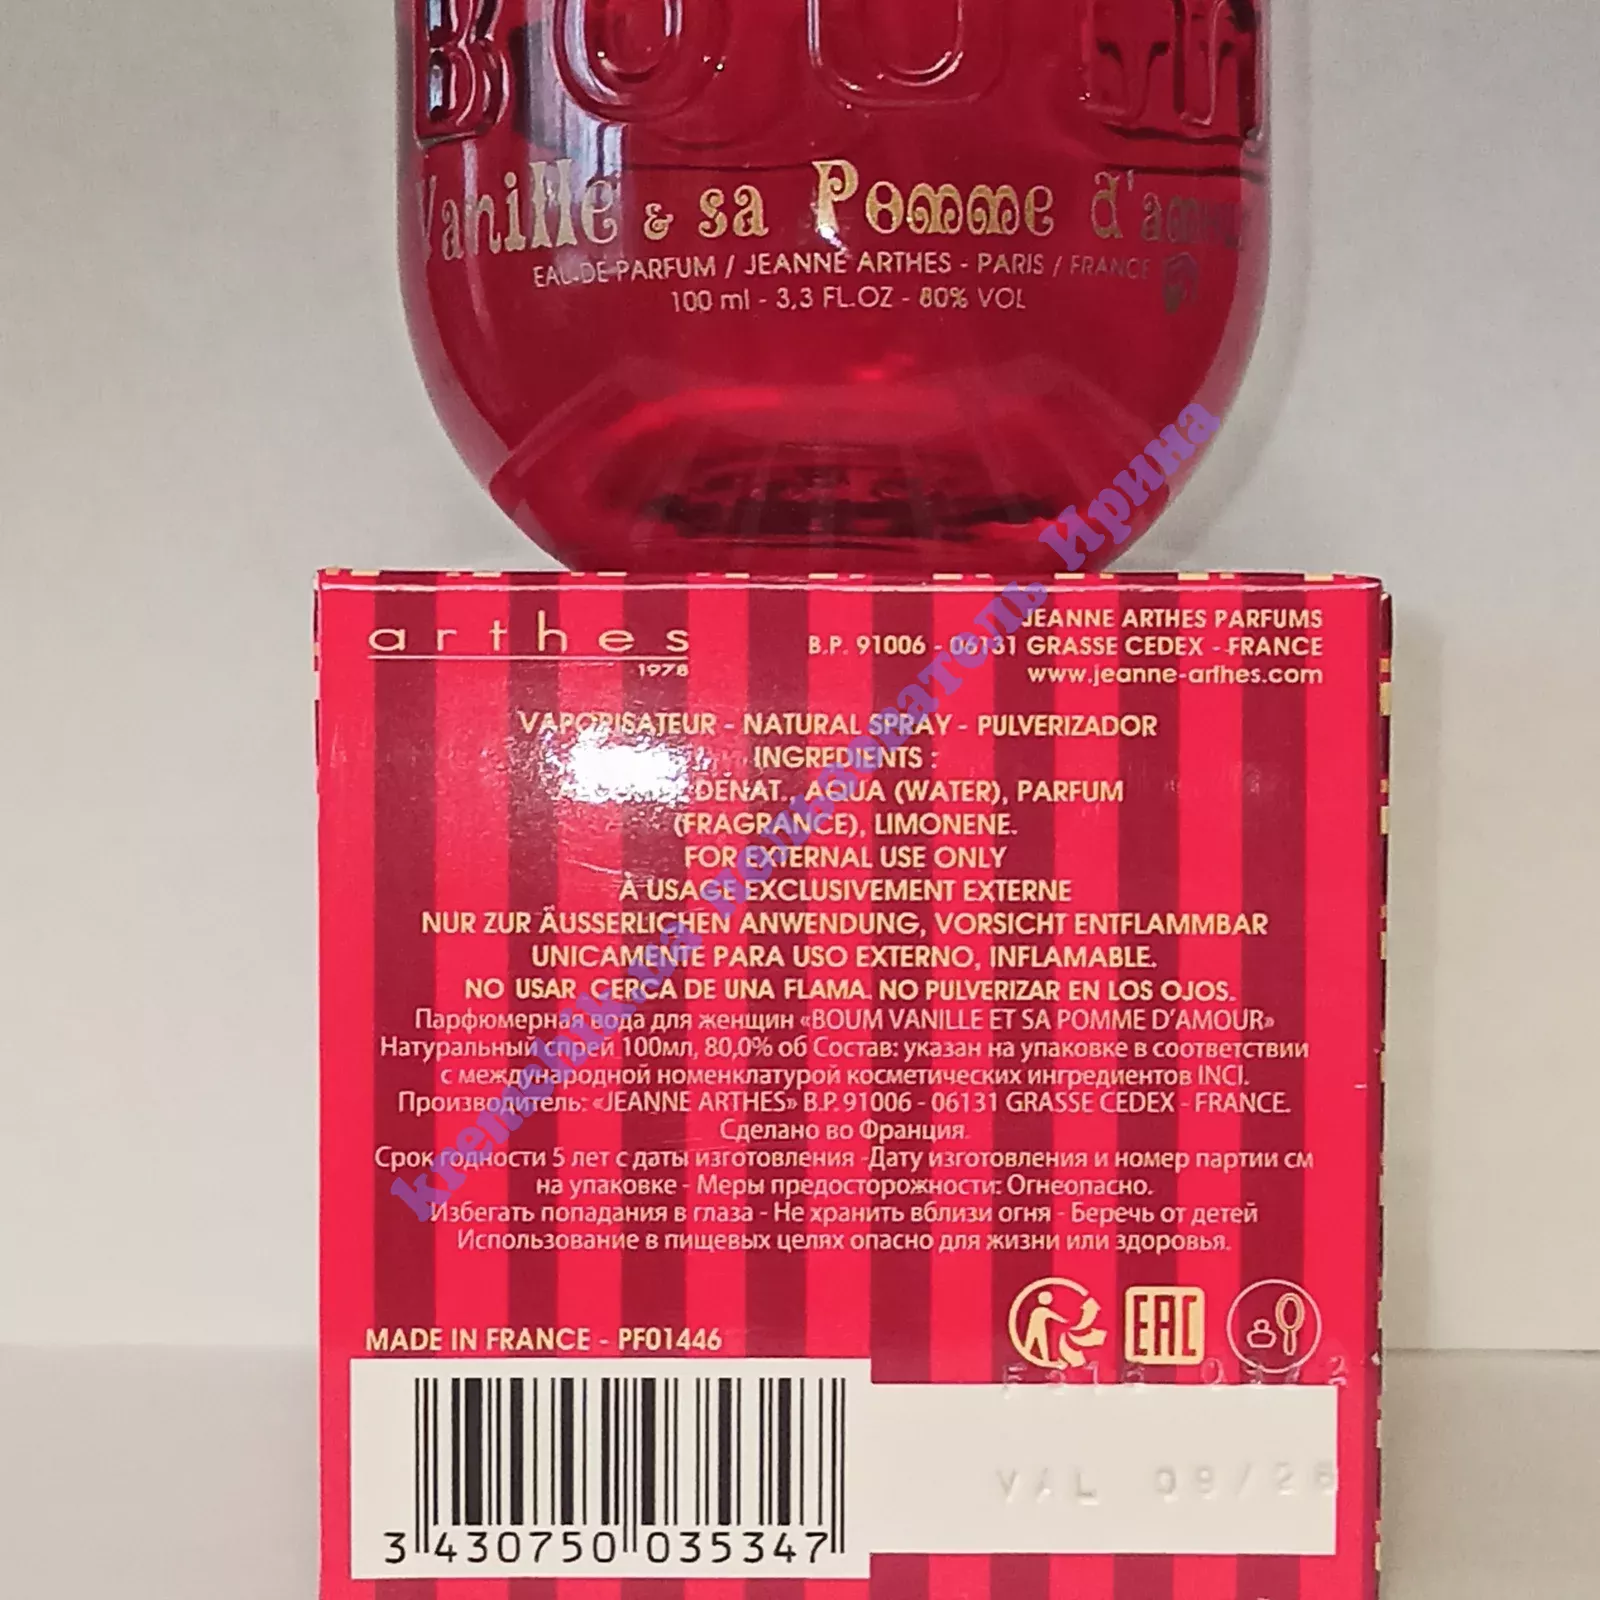 BOUM
Vanille & sa Pomme d'amour
EAU DE PARFUM / JEANNE ARTHES - PARIS / FRANCE
100 ml - 3,3 FL.OZ - 80% VOL
arthes
1978
JEANNE ARTHES PARFUMS
B.P. 91006 - 06131 GRASSE CEDEX - FRANCE
www.jeanne-arthes.com
VAPORISATEUR - NATURAL SPRAY - PULVERIZADOR
INGREDIENTS :
DENAT., AQUA (WATER), PARFUM
(FRAGRANCE), LIMONENE.
FOR EXTERNAL USE ONLY
À USAGE EXCLUSIVEMENT EXTERNE
NUR ZUR ÄUSSERLICHEN ANWENDUNG, VORSICHT ENTFLAMMBAR
UNICAMENTE PARA USO EXTERNO, INFLAMABLE.
NO USAR CERCA DE UNA FLAMA. NO PULVERIZAR EN LOS OJOS.
Парфюмерная вода для женщин «BOUM VANILLE ET SA POMME D'AMOUR»
Натуральный спрей 100мл, 80,0% об Состав: указан на упаковке в соответствии
с международной номенклатурой косметических ингредиентов INCI.
Производитель: «JEANNE ARTHES» B.P. 91006 - 06131 GRASSE CEDEX - FRANCE.
Сделано во Франция.
Срок годности 5 лет с даты изготовления -Дату изготовления и номер партии см
на упаковке - Меры предосторожности: Огнеопасно.
Избегать попадания в глаза - Не хранить вблизи огня - Беречь от детей
Использование в пищевых целях опасно для жизни или здоровья.
EAC
MADE IN FRANCE - PF01446
VAL 09/26
3 430750 035347
kremahik.ua пользователь Ирина